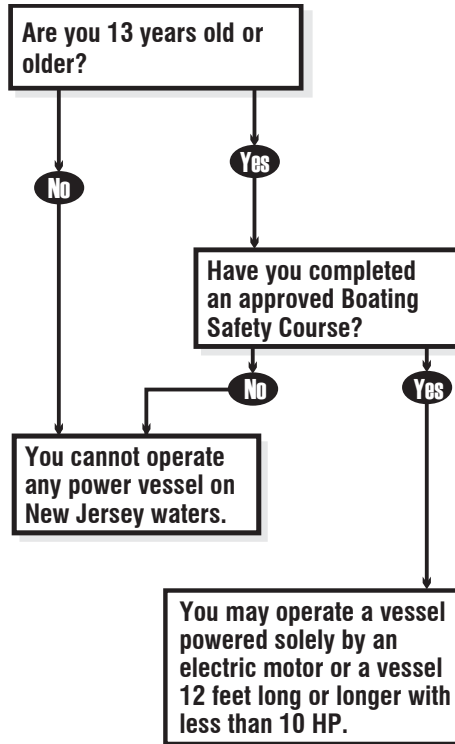 Are you 13 years old or
older?
No
Yes
Have you completed
an approved Boating
Safety Course?
No
Yes
You cannot operate
any power vessel on
New Jersey waters.
You may operate a vessel
powered solely by an
electric motor or a vessel
12 feet long or longer with
less than 10 HP.